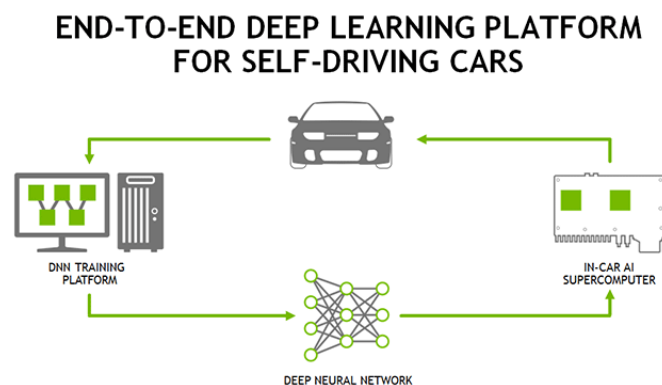 END-TO-END DEEP LEARNING PLATFORM
FOR SELF-DRIVING CARS
DNN TRAINING
PLATFORM
IN-CAR AI
SUPERCOMPUTER
DEEP NEURAL NETWORK